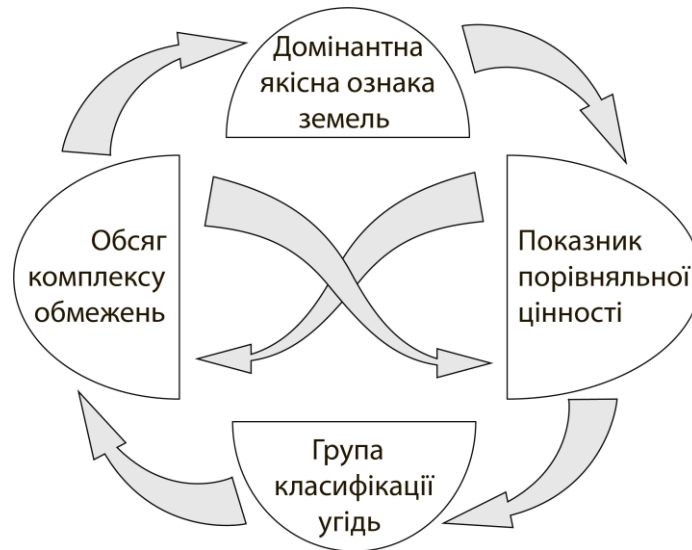 Домінантна
якісна ознака
земель
Обсяг
комплексу
обмежень
Показник
порівняльної
цінності
Група
класифікації
угідь